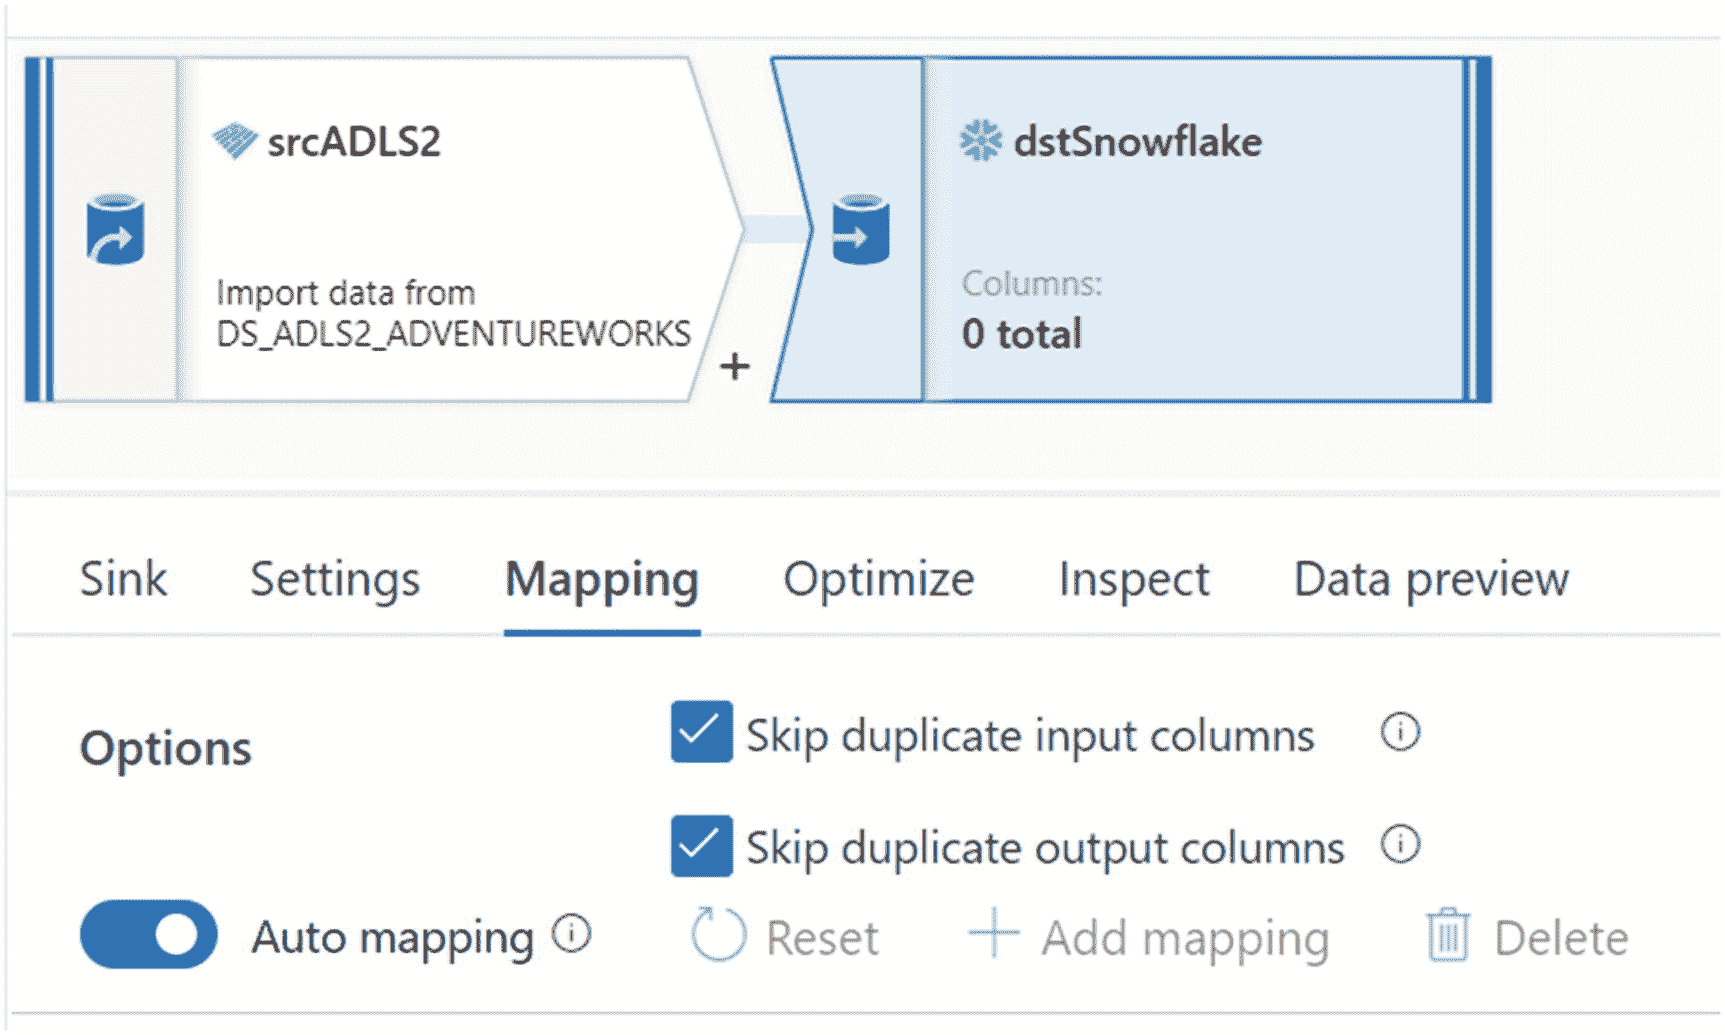 srcADLS2
Import data from
DS_ADLS2_ADVENTUREWORKS
+
dstSnowflake
Columns:
0 total
Sink Settings Mapping Optimize Inspect Data preview
Options
Skip duplicate input columns
Skip duplicate output columns
Auto mapping Reset Add mapping Delete